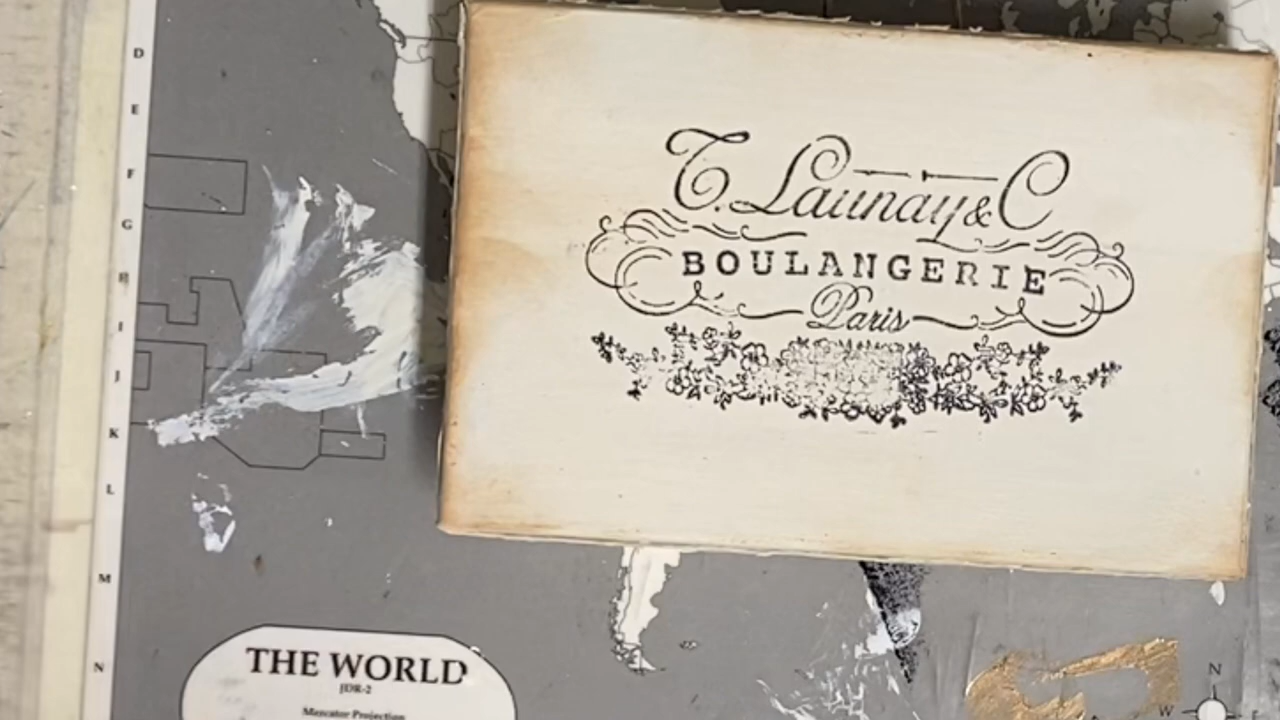 D
E
F
G
H
I
J
K
L
M
N
T. Launay & C
BOULANGERIE
Paris
THE WORLD
JDR-2
Mercator Projection
N
W
E